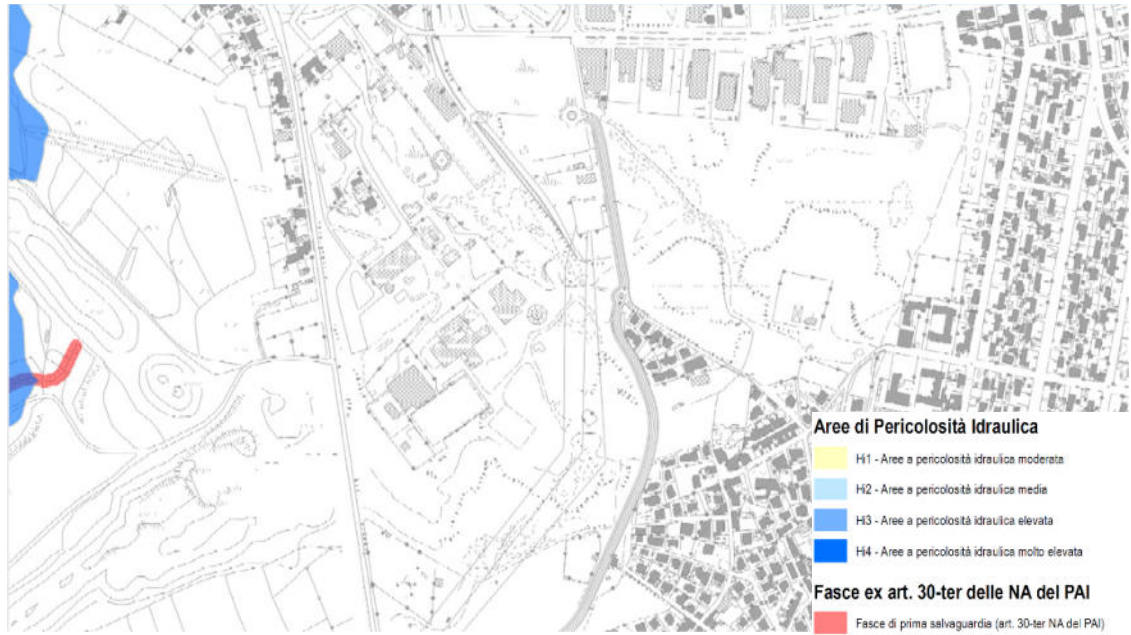 Aree di Pericolosità Idraulica
Hi1 - Aree a pericolosità idraulica moderata
Hi2 - Aree a pericolosità idraulica media
Hi3 - Aree a pericolosità idraulica elevata
Hi4 - Aree a pericolosità idraulica molto elevata
Fasce ex art. 30-ter delle NA del PAI
Fasce di prima salvaguardia (art. 30-ter NA del PAI)